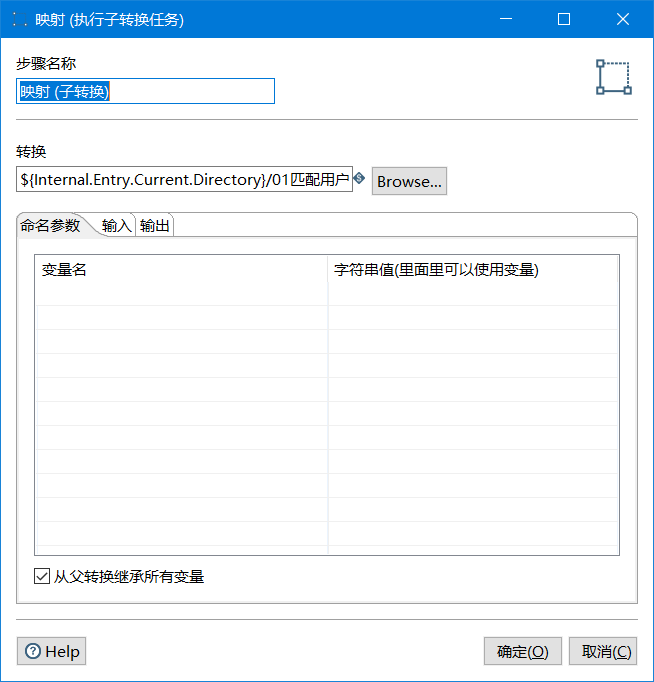 映射 (执行子转换任务)
步骤名称
映射 (子转换)
转换
${Internal.Entry.Current.Directory}/01匹配用户
Browse...
命名参数 输入 输出
变量名 字符串值(里面里可以使用变量)
从父转换继承所有变量
Help 确定(O) 取消(C)